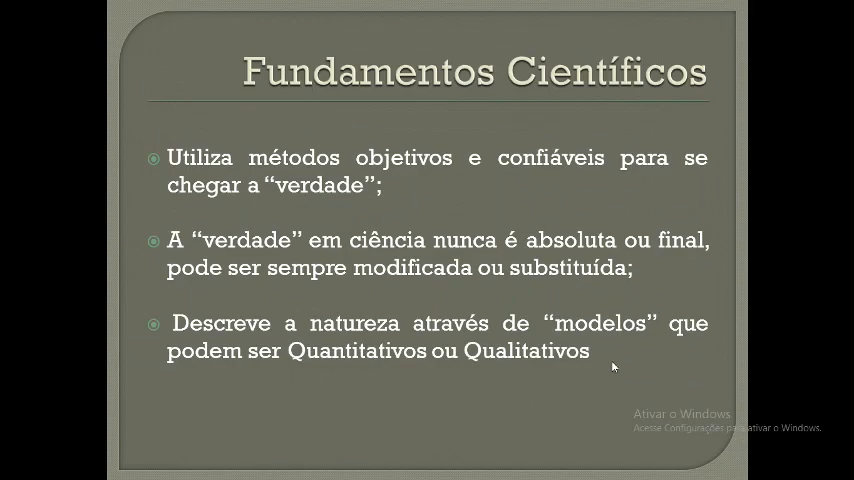 Fundamentos Científicos
Utiliza métodos objetivos e confiáveis para se
chegar a “verdade”;
A “verdade” em ciência nunca é absoluta ou final,
pode ser sempre modificada ou substituída;
Descreve a natureza através de “modelos” que
podem ser Quantitativos ou Qualitativos
Ativar o Windows
Acesse Configurações para ativar o Windows.